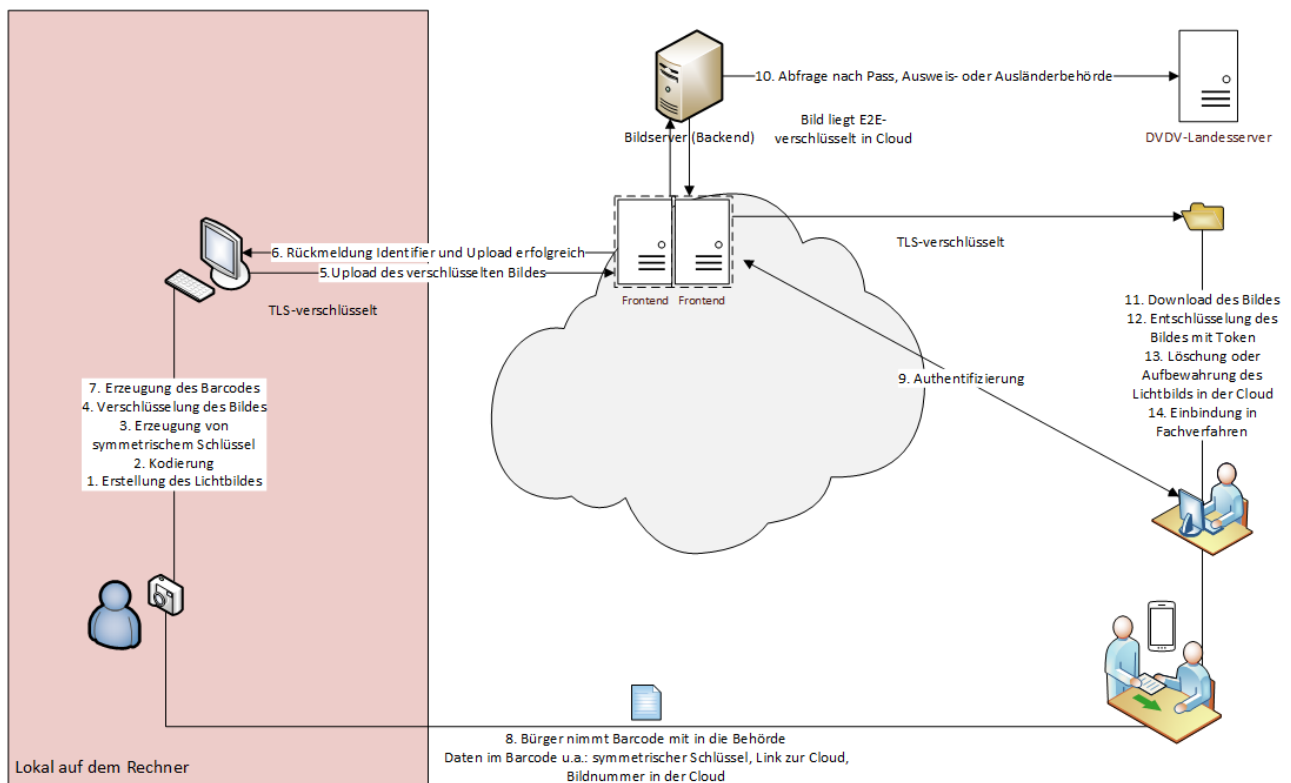 10. Abfrage nach Pass, Ausweis- oder Ausländerbehörde
Bildserver (Backend)
Bild liegt E2E-
verschlüsselt in Cloud
DVDV-Landesserver
6. Rückmeldung Identifier und Upload erfolgreich
5.Upload des verschlüsselten Bildes
TLS-verschlüsselt
Frontend
Frontend
TLS-verschlüsselt
11. Download des Bildes
12. Entschlüsselung des
Bildes mit Token
13. Löschung oder
Aufbewahrung des
Lichtbilds in der Cloud
14. Einbindung in
Fachverfahren
9. Authentifizierung
7. Erzeugung des Barcodes
4. Verschlüsselung des Bildes
3. Erzeugung von
symmetrischem Schlüssel
2. Kodierung
1. Erstellung des Lichtbildes
8. Bürger nimmt Barcode mit in die Behörde
Daten im Barcode u.a.: symmetrischer Schlüssel, Link zur Cloud,
Bildnummer in der Cloud
Lokal auf dem Rechner